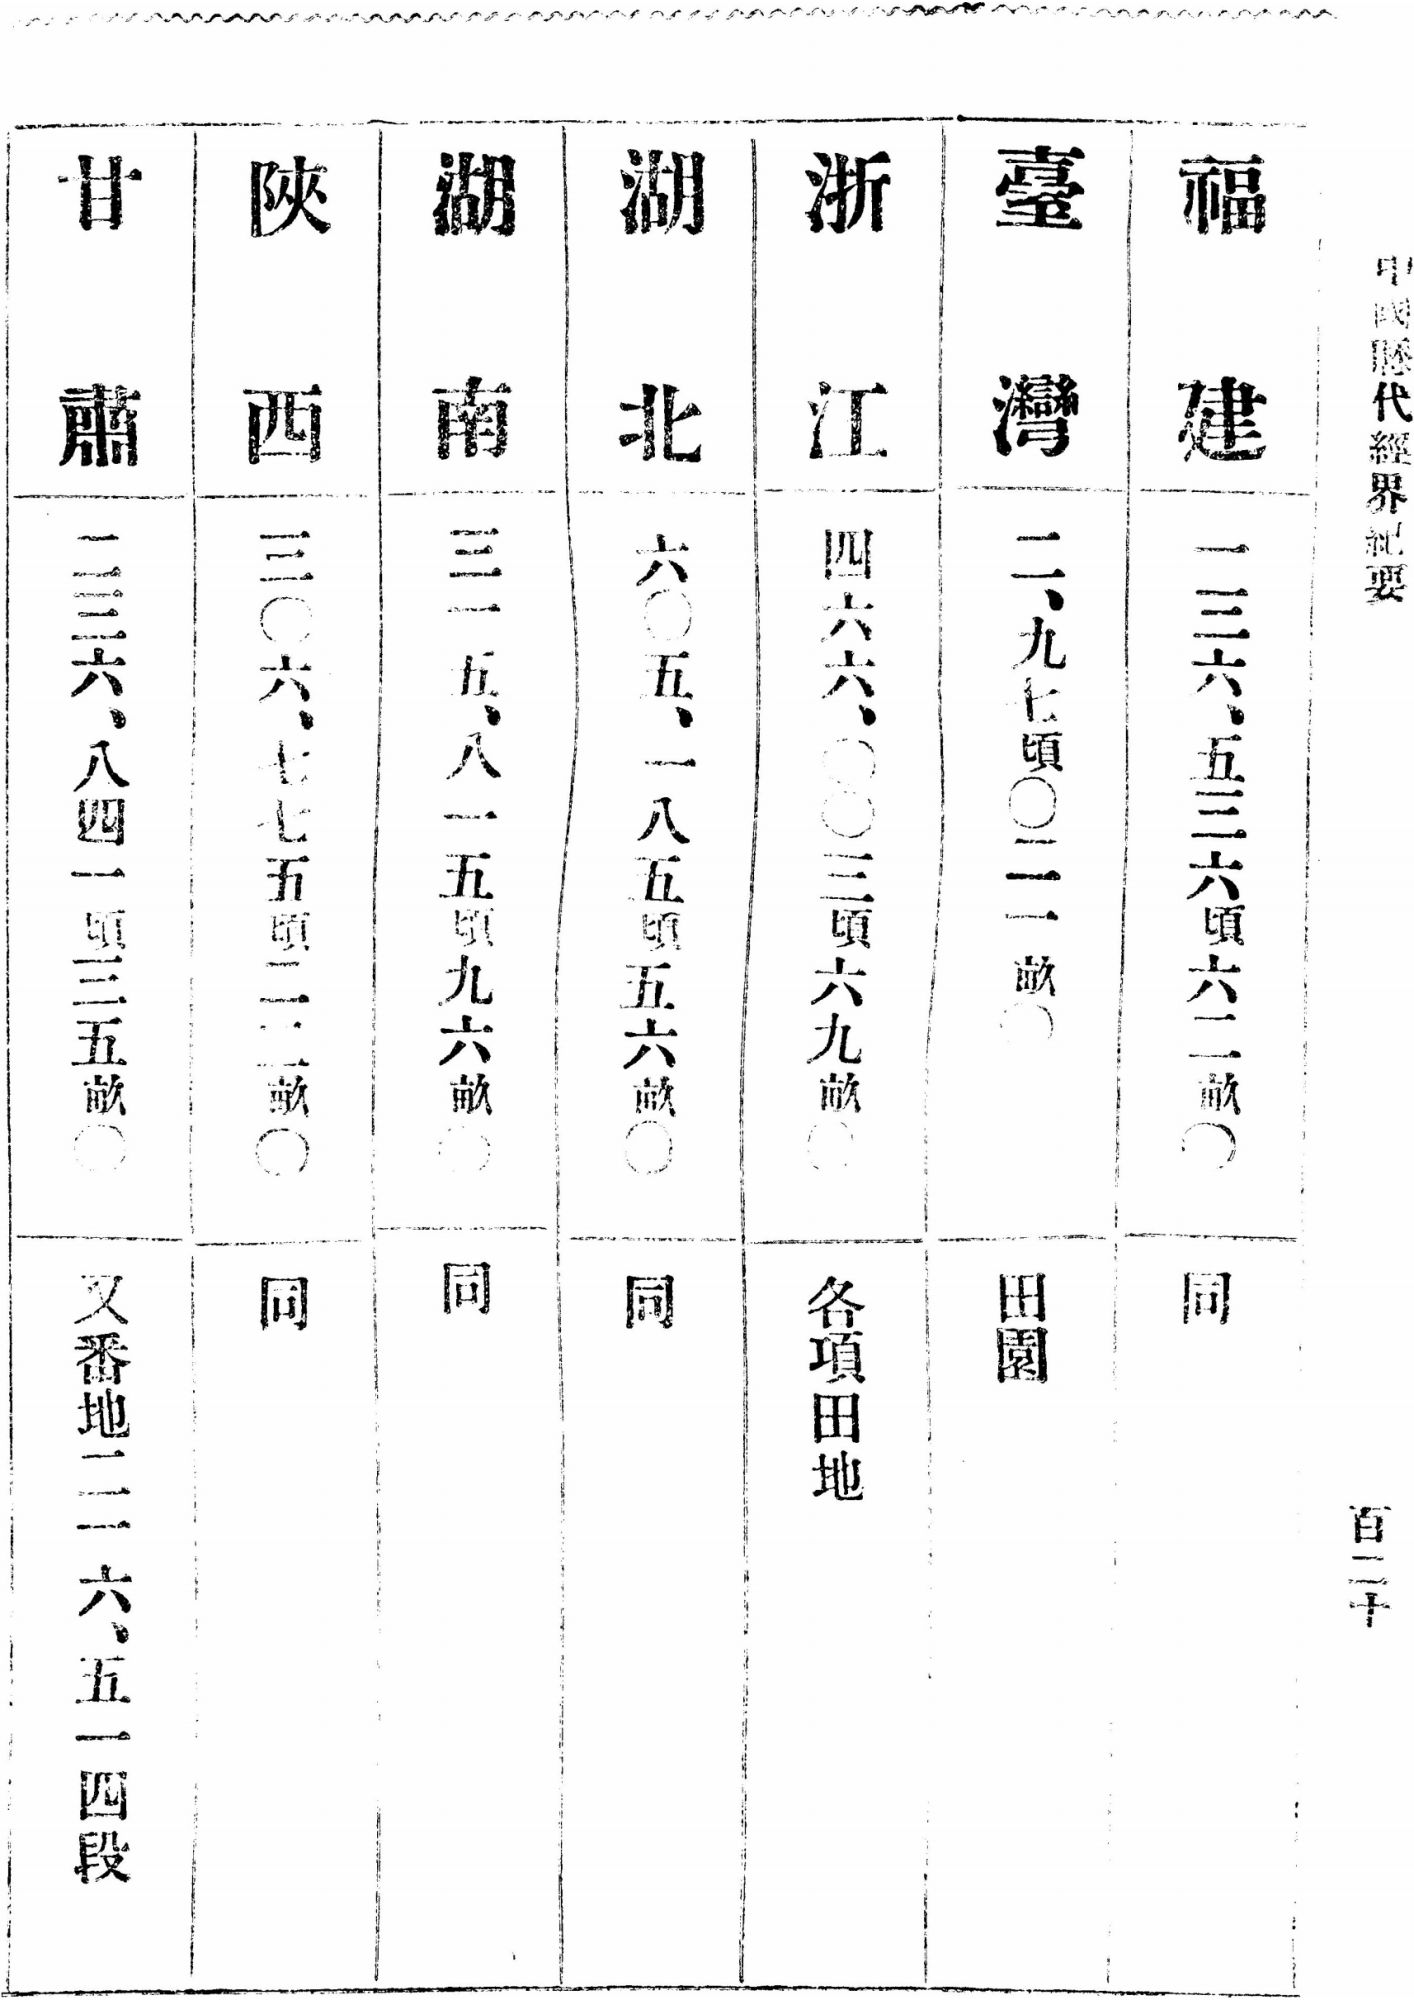 中國歷代經界紀要
百二十
福建 一三六、五三六頃六二畝〇 同
臺灣 二、九七頃〇二一畝〇 田園
浙江 四六六、〇〇三頃六九畝〇 各項田地
湖北 六〇五、一八五頃五六畝〇 同
湖南 三一五、八一五頃九六畝〇 同
陝西 三〇六、七七五頃二二畝〇 同
甘肅 二三六、八四一頃三五畝〇 又番地二一六、五一四段